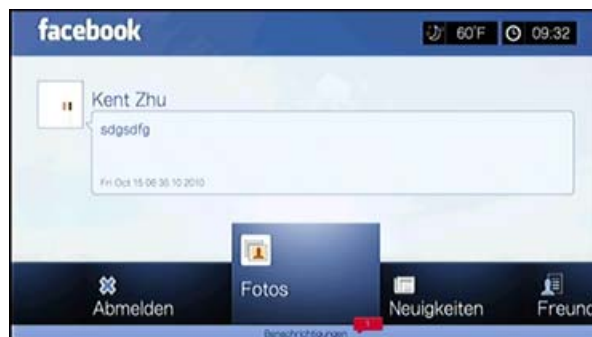 facebook 60°F 09:32
Kent Zhu
sdgsdfg
Fri Oct 15 06 36 10 2010
Abmelden Fotos Neuigkeiten Freund
Benachrichtigungen